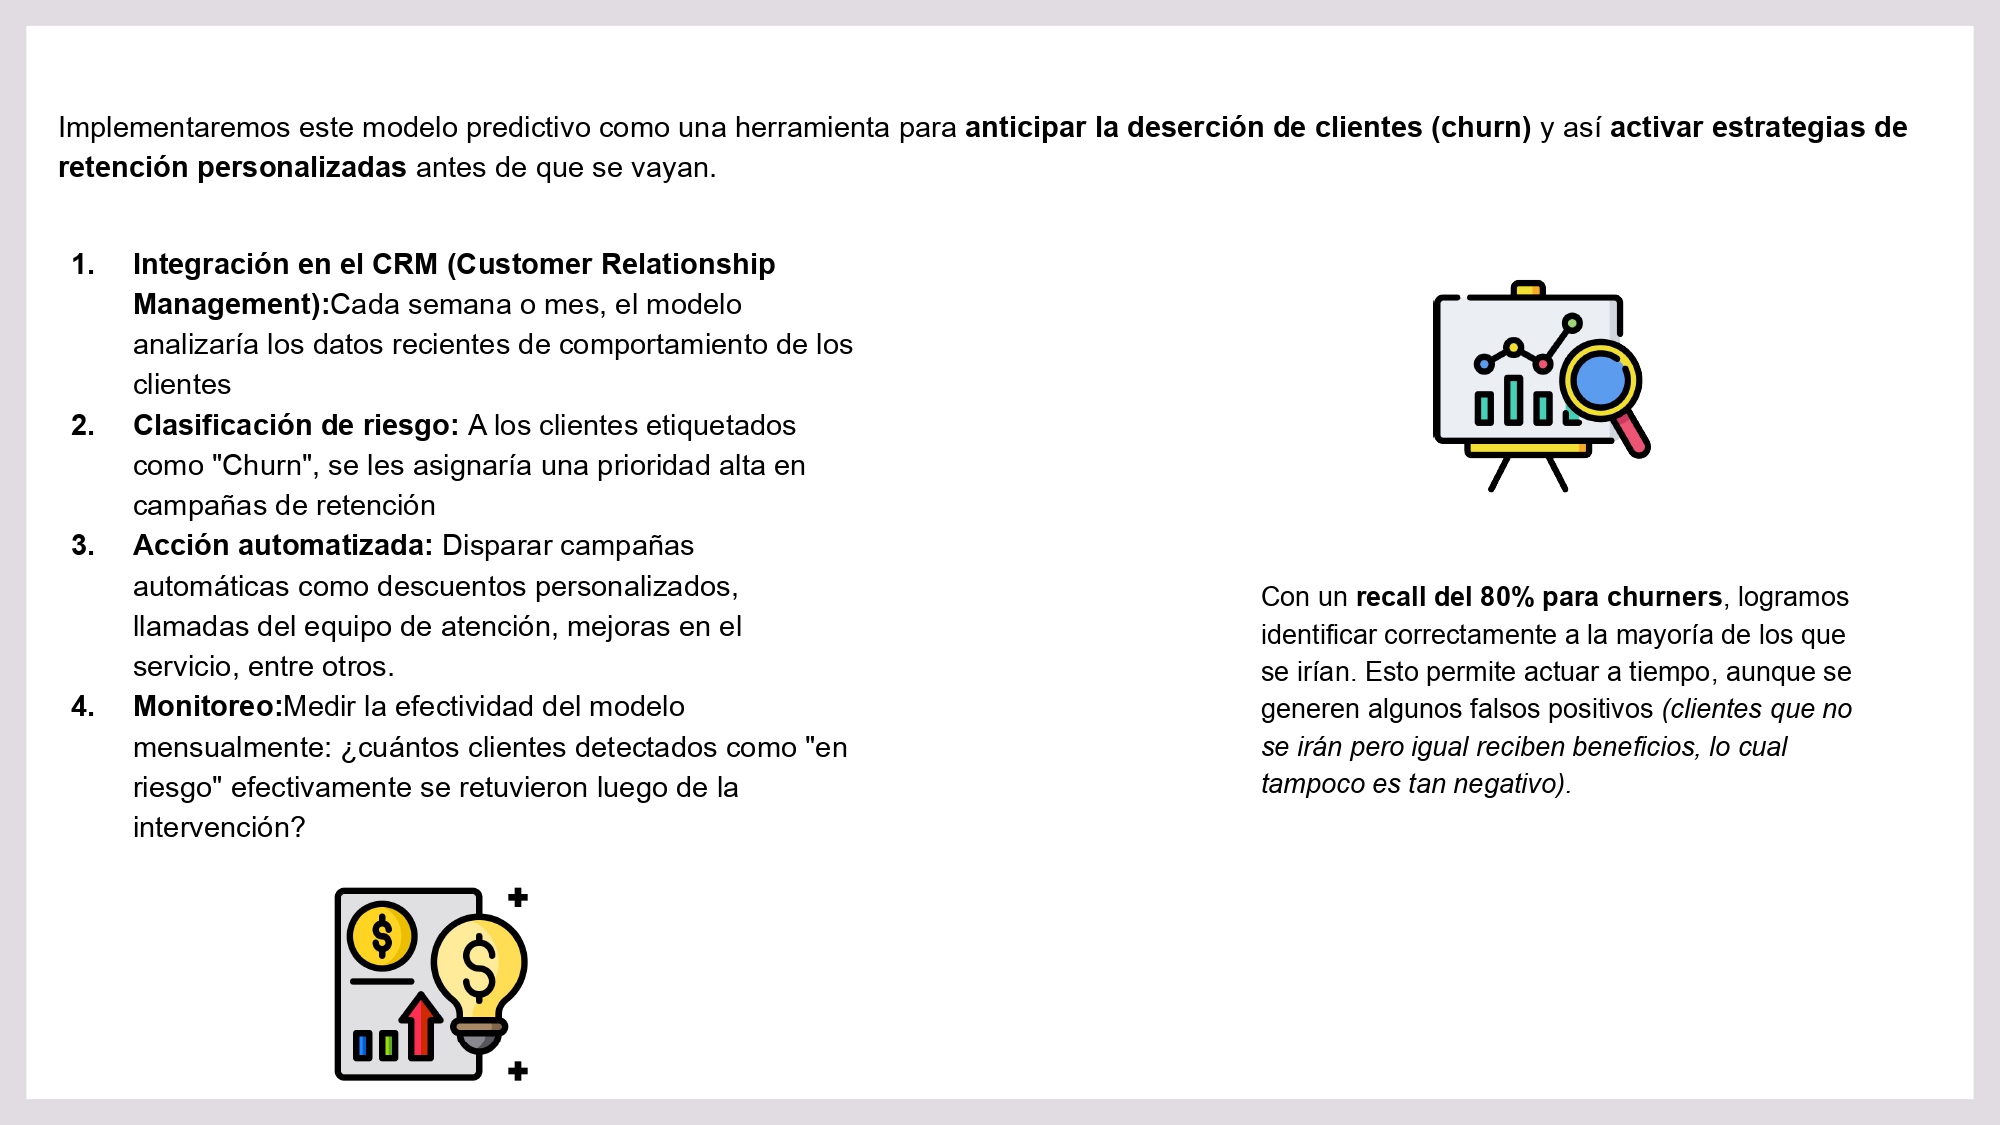 Implementaremos este modelo predictivo como una herramienta para anticipar la deserción de clientes (churn) y así activar estrategias de
retención personalizadas antes de que se vayan.
1. Integración en el CRM (Customer Relationship
Management):Cada semana o mes, el modelo
analizaría los datos recientes de comportamiento de los
clientes
2. Clasificación de riesgo: A los clientes etiquetados
como "Churn", se les asignaría una prioridad alta en
campañas de retención
3. Acción automatizada: Disparar campañas
automáticas como descuentos personalizados,
llamadas del equipo de atención, mejoras en el
servicio, entre otros.
4. Monitoreo:Medir la efectividad del modelo
mensualmente: ¿cuántos clientes detectados como "en
riesgo" efectivamente se retuvieron luego de la
intervención?
Con un recall del 80% para churners, logramos
identificar correctamente a la mayoría de los que
se irían. Esto permite actuar a tiempo, aunque se
generen algunos falsos positivos (clientes que no
se irán pero igual reciben beneficios, lo cual
tampoco es tan negativo).
$
$